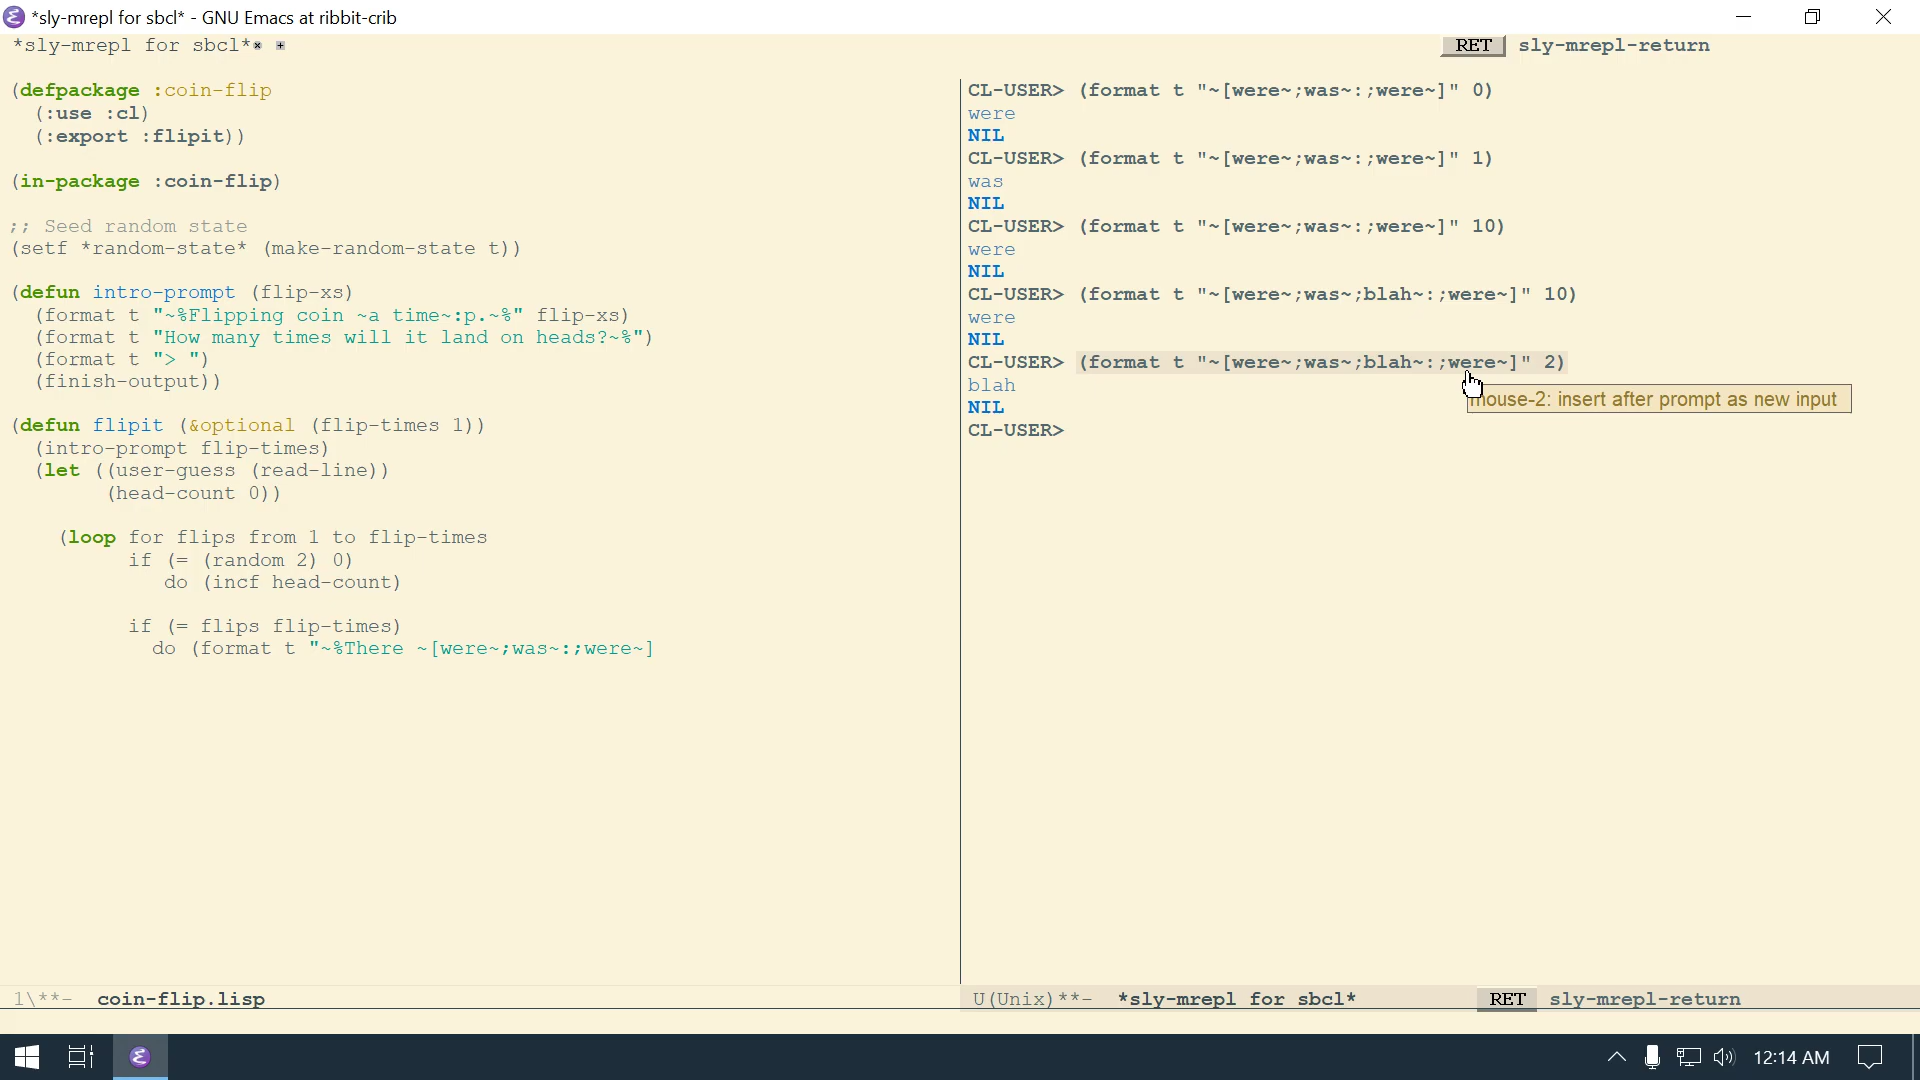 *sly-mrepl for sbcl* - GNU Emacs at ribbit-crib
*sly-mrepl for sbcl*
RET sly-mrepl-return
(defpackage :coin-flip
(:use :cl)
(:export :flipit))
(in-package :coin-flip)
;; Seed random state
(setf *random-state* (make-random-state t))
(defun intro-prompt (flip-xs)
(format t "~%Flipping coin ~a time~:p.~%" flip-xs)
(format t "How many times will it land on heads?~%")
(format t "> ")
(finish-output))
(defun flipit (&optional (flip-times 1))
(intro-prompt flip-times)
(let ((user-guess (read-line))
(head-count 0))
(loop for flips from 1 to flip-times
if (= (random 2) 0)
do (incf head-count)
if (= flips flip-times)
do (format t "~%There ~[were~;was~:;were~]
CL-USER> (format t "~[were~;was~:;were~]" 0)
were
NIL
CL-USER> (format t "~[were~;was~:;were~]" 1)
was
NIL
CL-USER> (format t "~[were~;was~:;were~]" 10)
were
NIL
CL-USER> (format t "~[were~;was~;blah~:;were~]" 10)
were
NIL
CL-USER> (format t "~[were~;was~;blah~:;were~]" 2)
blah
mouse-2: insert after prompt as new input
NIL
CL-USER>
1\**- coin-flip.lisp
U(Unix)**- *sly-mrepl for sbcl* RET sly-mrepl-return
12:14 AM